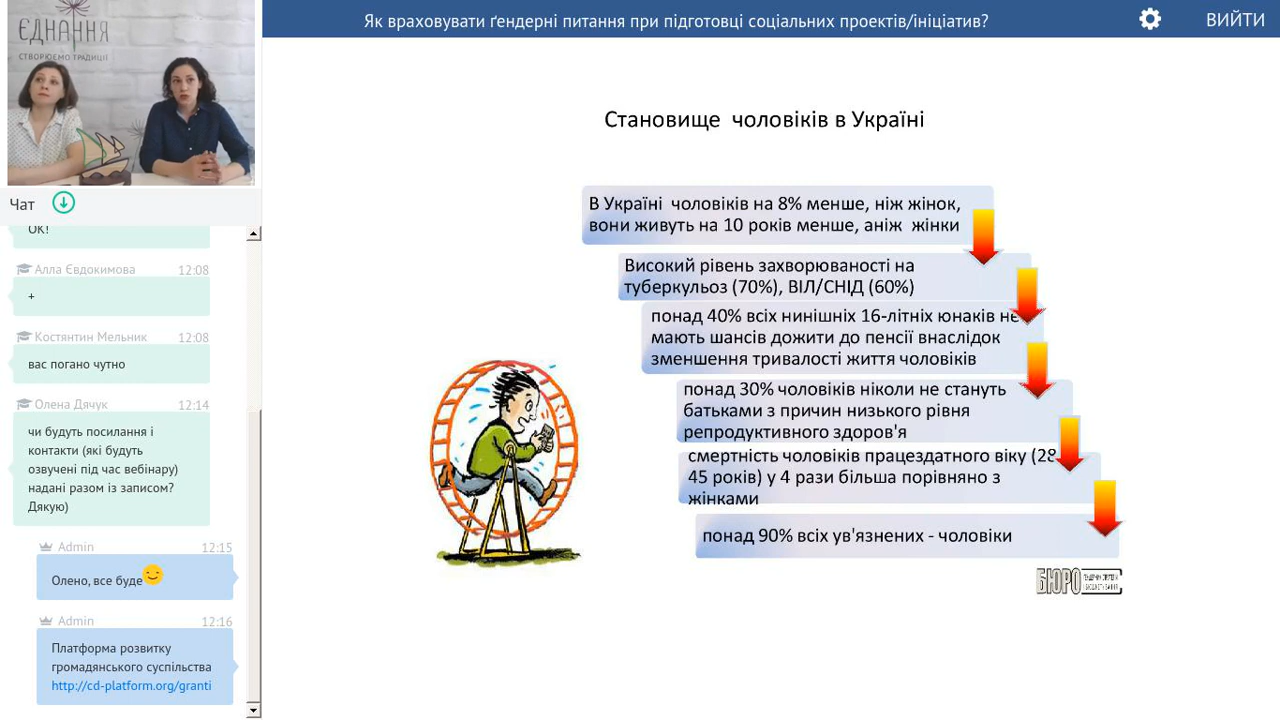 Як враховувати ґендерні питання при підготовці соціальних проектів/ініціатив?
ВИЙТИ
ЄДНАННЯ
СТВОРЮЄМО ТРАДИЦІЇ
Чат
ОК!
Алла Євдокимова 12:08
+
Костянтин Мельник 12:08
вас погано чутно
Олена Дячук 12:14
чи будуть посилання і
контакти (які будуть
озвучені під час вебінару)
надані разом із записом?
Дякую)
Admin 12:15
Олено, все буде
Admin 12:16
Платформа розвитку
громадянського суспільства
http://cd-platform.org/granti
Становище чоловіків в Україні
В Україні чоловіків на 8% менше, ніж жінок,
вони живуть на 10 років менше, аніж жінки
Високий рівень захворюваності на
туберкульоз (70%), ВІЛ/СНІД (60%)
понад 40% всіх нинішніх 16-літніх юнаків не
мають шансів дожити до пенсії внаслідок
зменшення тривалості життя чоловіків
понад 30% чоловіків ніколи не стануть
батьками з причин низького рівня
репродуктивного здоров'я
смертність чоловіків працездатного віку (28
45 років) у 4 рази більша порівняно з
жінками
понад 90% всіх ув'язнених - чоловіки
БЮРО